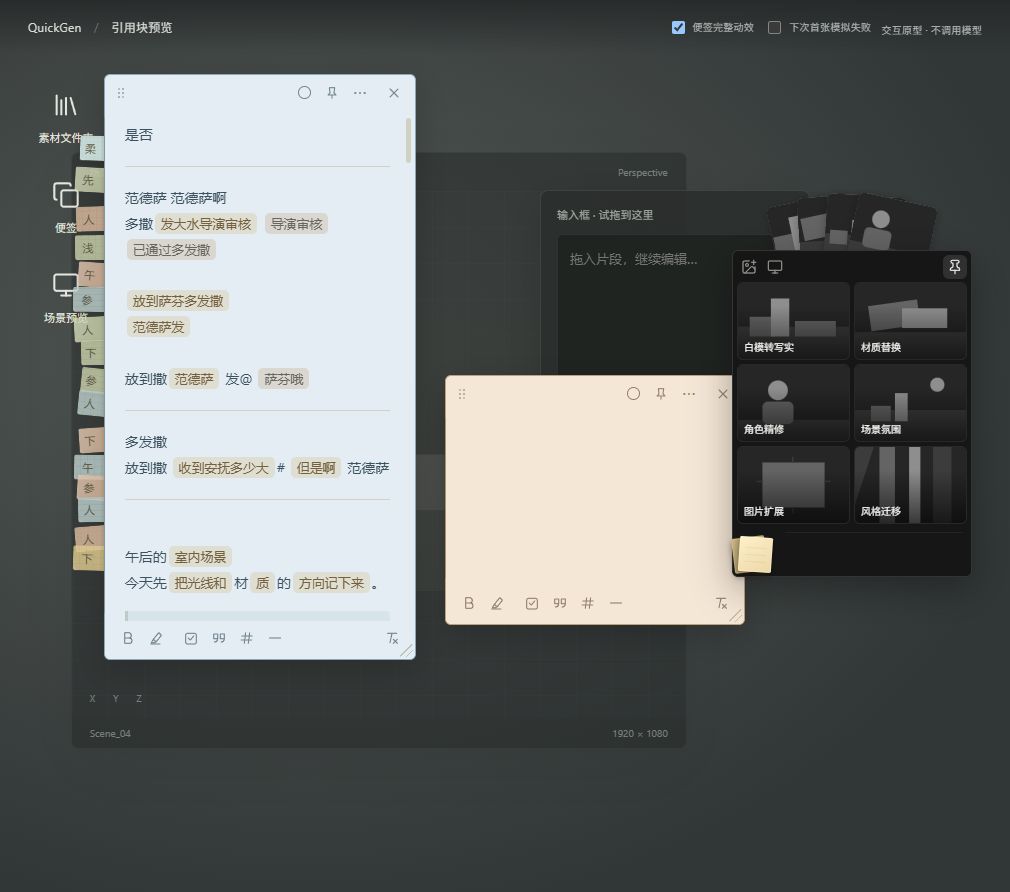 QuickGen / 引用块预览
便签完整动效
下次首张模拟失败
交互原型 · 不调用模型
素材文件夹
便签
场景预览
柔
先
人
浅
午
参
人
下
参
人
下
午
参
人
人
下
是否
范德萨 范德萨啊
多撒 发大水导演审核 导演审核
已通过多发撒
放到萨芬多发撒
范德萨发
放到撒 范德萨 发@ 萨芬哦
多发撒
放到撒 收到安抚多少大 # 但是啊 范德萨
午后的 室内场景
今天先 把光线和 材 质 的 方向记下来 。
Perspective
输入框 · 试拖到这里
拖入片段，继续编辑...
白模转写实
材质替换
角色精修
场景氛围
图片扩展
风格迁移
X Y Z
Scene_04
1920 × 1080